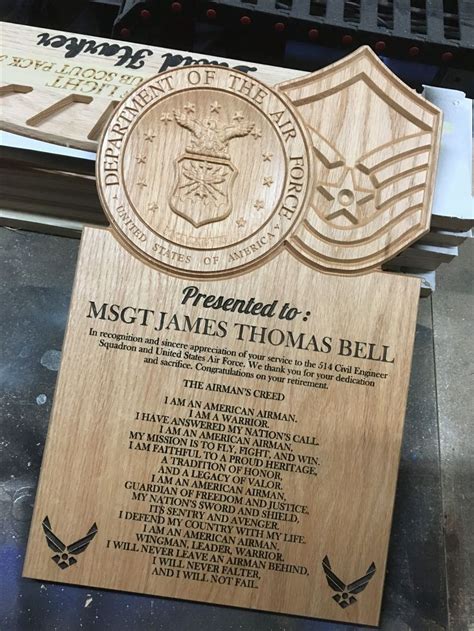 David Harker
LIGHT
CUB SCOUT PACK
DEPARTMENT OF THE AIR FORCE
UNITED STATES OF AMERICA
Presented to :
MSGT JAMES THOMAS BELL
In recognition and sincere appreciation of your service to the 514 Civil Engineer
Squadron and United States Air Force. We thank you for your dedication
and sacrifice. Congratulations on your retirement.
THE AIRMAN'S CREED
I AM AN AMERICAN AIRMAN.
I AM A WARRIOR.
I HAVE ANSWERED MY NATION'S CALL.
I AM AN AMERICAN AIRMAN,
MY MISSION IS TO FLY, FIGHT, AND WIN.
I AM FAITHFUL TO A PROUD HERITAGE,
A TRADITION OF HONOR,
AND A LEGACY OF VALOR.
I AM AN AMERICAN AIRMAN,
GUARDIAN OF FREEDOM AND JUSTICE,
MY NATION'S SWORD AND SHIELD,
ITS SENTRY AND AVENGER.
I DEFEND MY COUNTRY WITH MY LIFE.
I AM AN AMERICAN AIRMAN,
WINGMAN, LEADER, WARRIOR.
I WILL NEVER LEAVE AN AIRMAN BEHIND,
I WILL NEVER FALTER,
AND I WILL NOT FAIL.